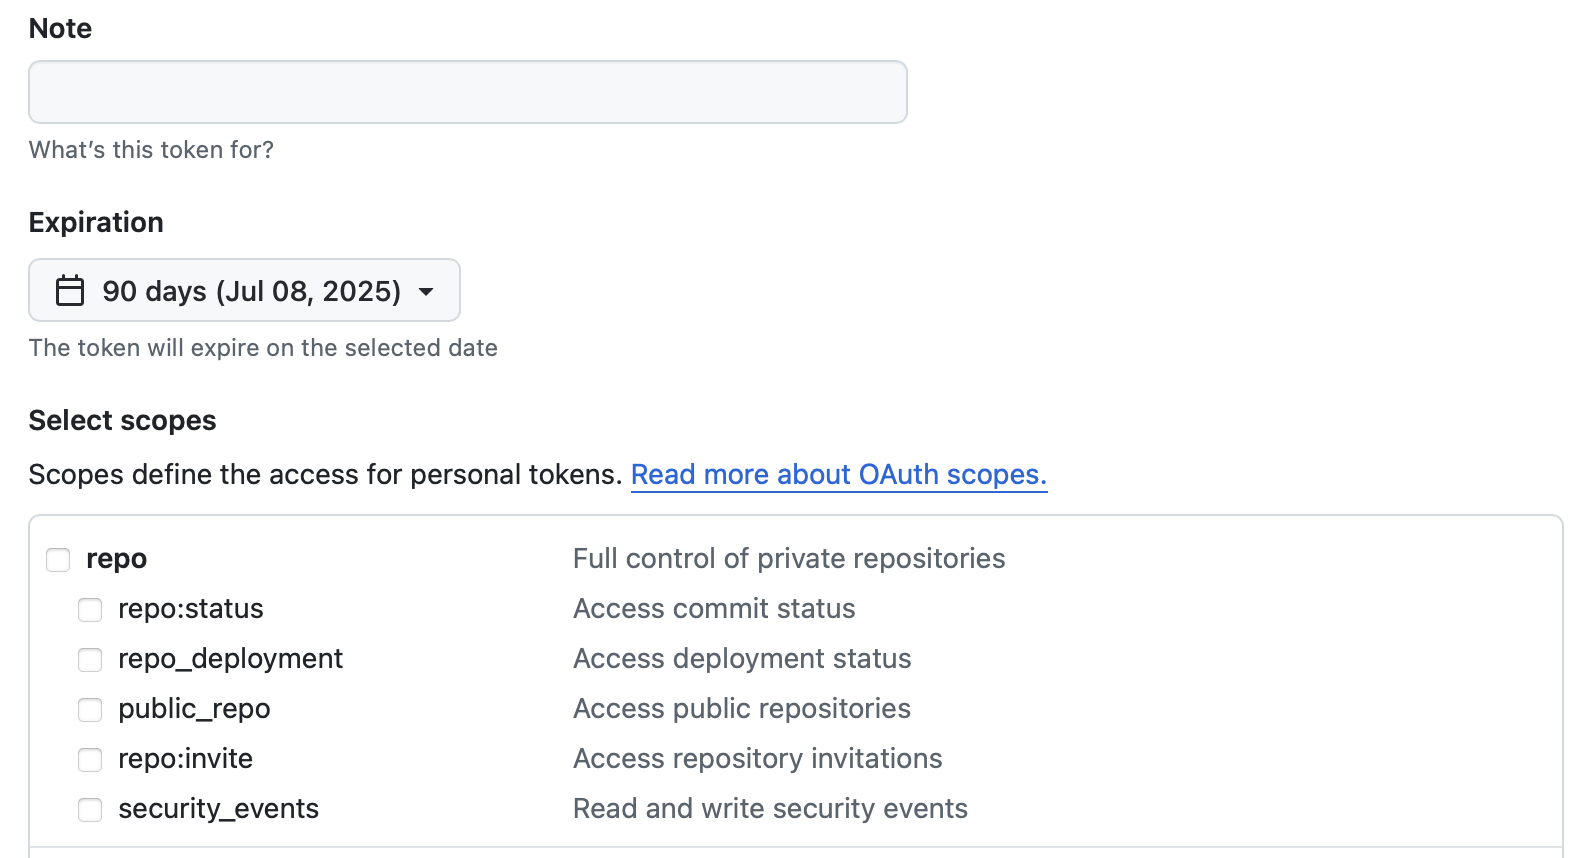 Note
What's this token for?
Expiration
90 days (Jul 08, 2025)
The token will expire on the selected date
Select scopes
Scopes define the access for personal tokens. Read more about OAuth scopes.
repo Full control of private repositories
repo:status Access commit status
repo_deployment Access deployment status
public_repo Access public repositories
repo:invite Access repository invitations
security_events Read and write security events